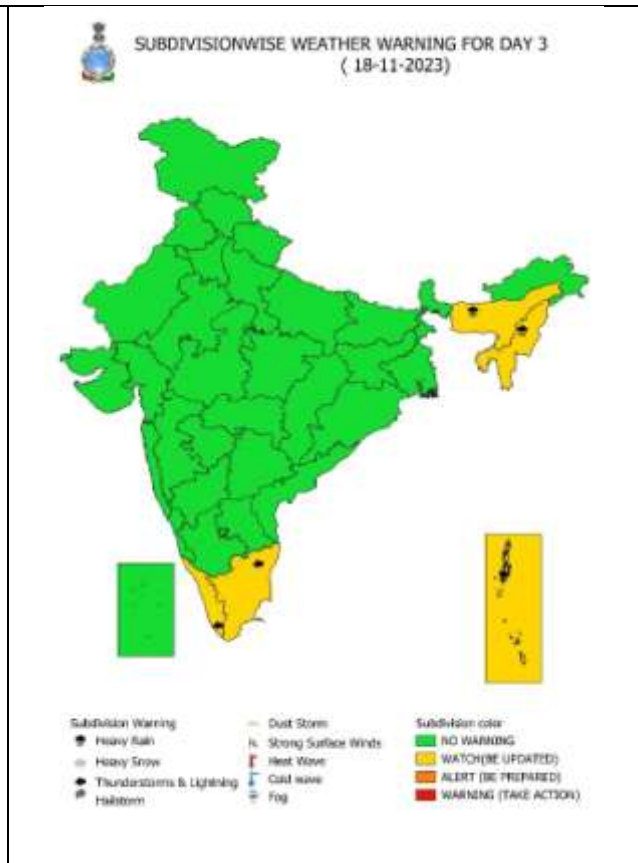 SUBDIVISIONWISE WEATHER WARNING FOR DAY 3
( 18-11-2023)
Subdivision Warning
Heavy Rain
Heavy Snow
Thunderstorms & Lightning
Hailstorm
Dust Storm
Strong Surface Winds
Heat Wave
Cold wave
Fog
Subdivision color
NO WARNING
WATCH(BE UPDATED)
ALERT (BE PREPARED)
WARNING (TAKE ACTION)